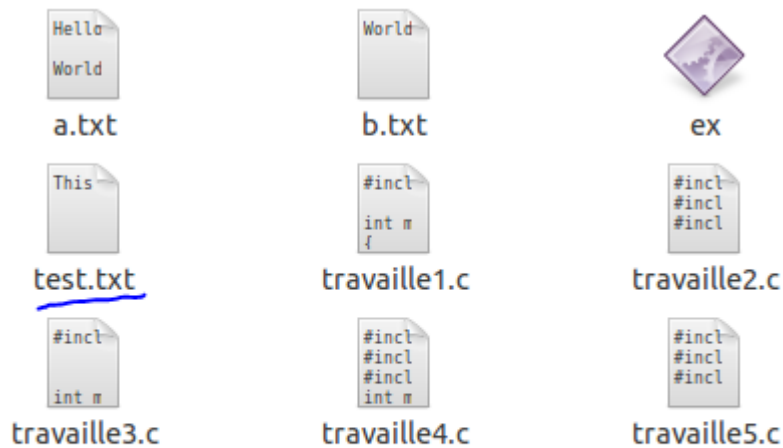 Hello
World
a.txt
World
b.txt
ex
This
test.txt
#incl
int m
{
travaille1.c
#incl
#incl
#incl
travaille2.c
#incl
int m
travaille3.c
#incl
#incl
#incl
int m
travaille4.c
#incl
#incl
#incl
travaille5.c